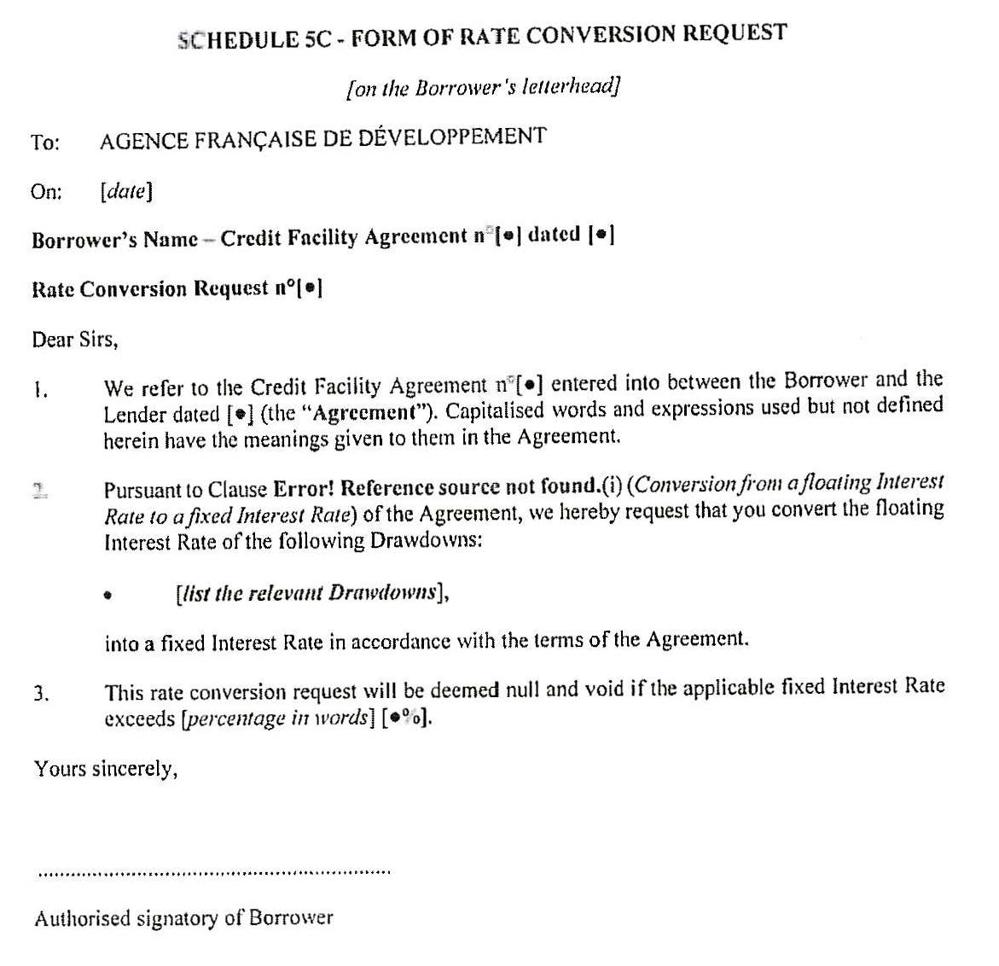 SCHEDULE 5C - FORM OF RATE CONVERSION REQUEST
[on the Borrower's letterhead]
To: AGENCE FRANÇAISE DE DÉVELOPPEMENT
On: [date]
Borrower's Name – Credit Facility Agreement n°[●] dated [●]
Rate Conversion Request n°[●]
Dear Sirs,
1. We refer to the Credit Facility Agreement n°[●] entered into between the Borrower and the
Lender dated [●] (the “Agreement”). Capitalised words and expressions used but not defined
herein have the meanings given to them in the Agreement.
2. Pursuant to Clause Error! Reference source not found.(i) (Conversion from a floating Interest
Rate to a fixed Interest Rate) of the Agreement, we hereby request that you convert the floating
Interest Rate of the following Drawdowns:
• [list the relevant Drawdowns],
into a fixed Interest Rate in accordance with the terms of the Agreement.
3. This rate conversion request will be deemed null and void if the applicable fixed Interest Rate
exceeds [percentage in words] [●%].
Yours sincerely,
................................................................
Authorised signatory of Borrower